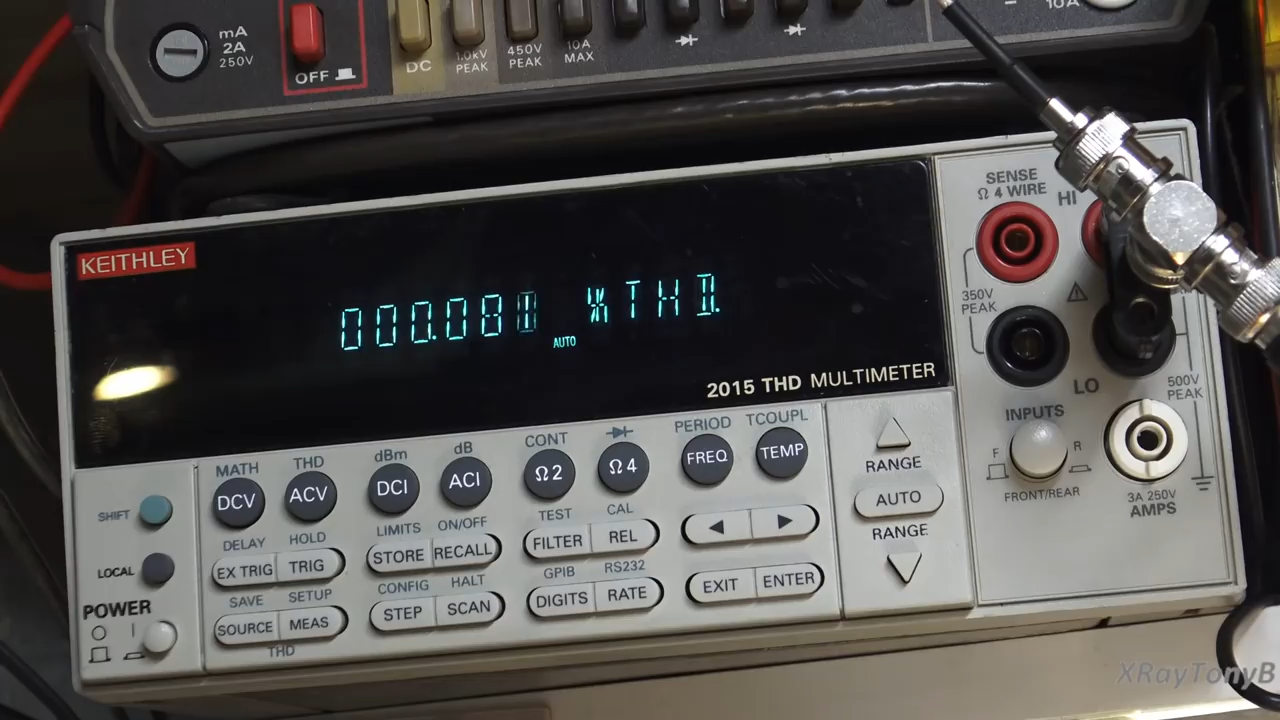 mA
2A
250V
OFF
DC
1.0kV
PEAK
450V
PEAK
10A
MAX
10A
KEITHLEY
% THD
AUTO
2015 THD MULTIMETER
SENSE
Ω 4 WIRE
HI
350V
PEAK
LO
500V
PEAK
INPUTS
F
R
FRONT/REAR
3A 250V
AMPS
MATH
THD
dBm
dB
CONT
PERIOD
TCOUPL
DCV
ACV
DCI
ACI
Ω2
Ω4
FREQ
TEMP
RANGE
AUTO
RANGE
SHIFT
DELAY
HOLD
LIMITS
ON/OFF
TEST
CAL
LOCAL
EX TRIG
TRIG
STORE
RECALL
FILTER
REL
SAVE
SETUP
CONFIG
HALT
GPIB
RS232
POWER
SOURCE
MEAS
STEP
SCAN
DIGITS
RATE
EXIT
ENTER
THD
XRayTonyB